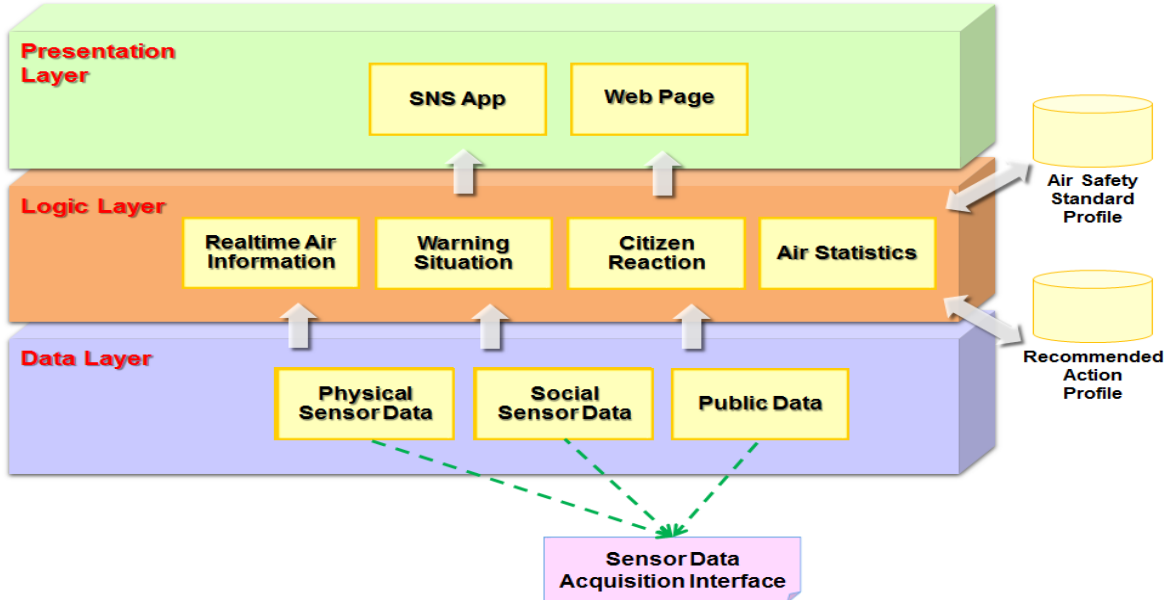 Presentation
Layer
SNS App
Web Page
Air Safety
Standard
Profile
Logic Layer
Realtime Air
Information
Warning
Situation
Citizen
Reaction
Air Statistics
Recommended
Action
Profile
Data Layer
Physical
Sensor Data
Social
Sensor Data
Public Data
Sensor Data
Acquisition Interface